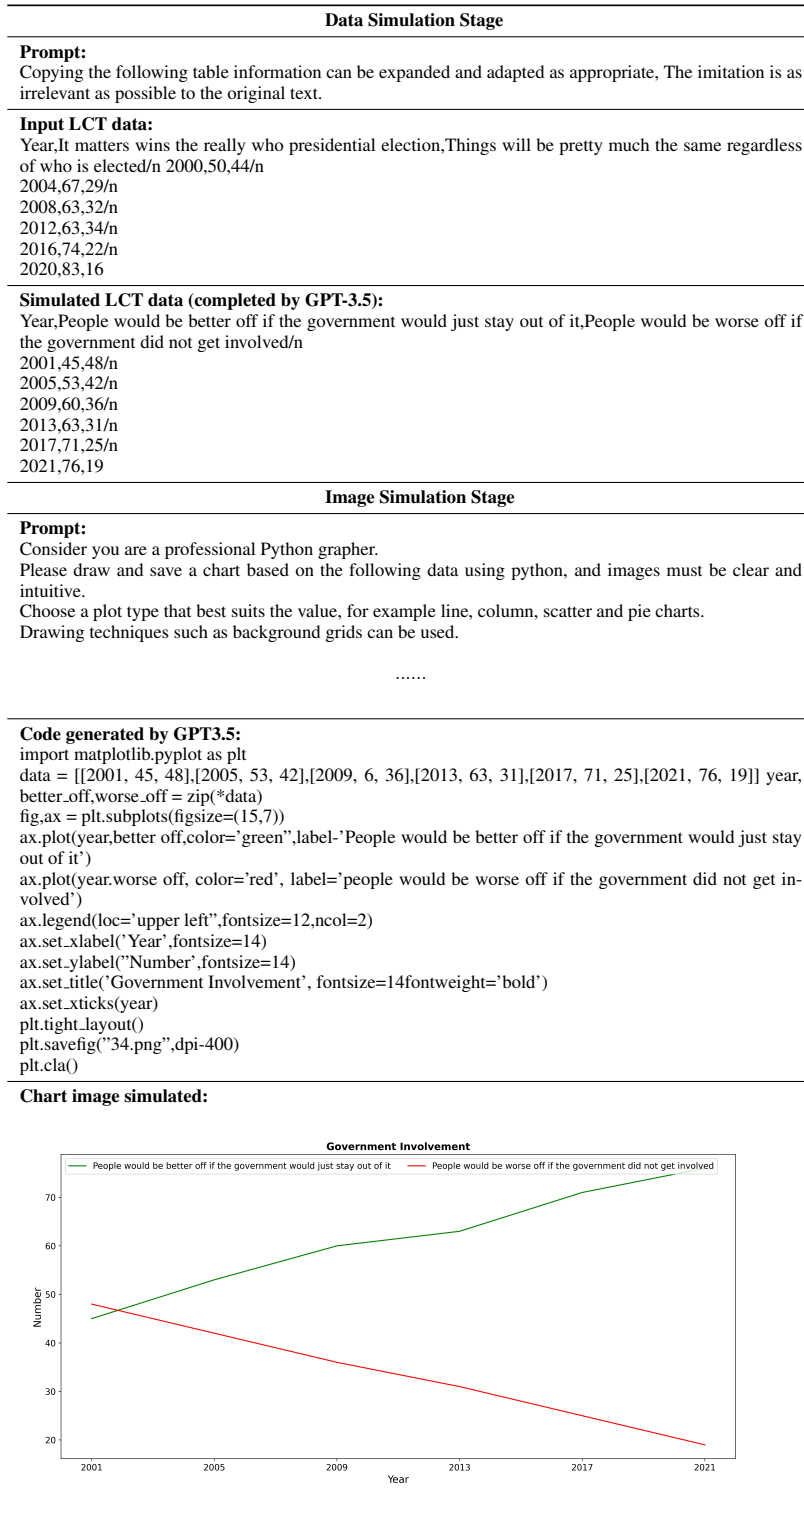 Data Simulation Stage
Prompt:
Copying the following table information can be expanded and adapted as appropriate, The imitation is as
irrelevant as possible to the original text.
Input LCT data:
Year,It matters wins the really who presidential election,Things will be pretty much the same regardless
of who is elected/n 2000,50,44/n
2004,67,29/n
2008,63,32/n
2012,63,34/n
2016,74,22/n
2020,83,16
Simulated LCT data (completed by GPT-3.5):
Year,People would be better off if the government would just stay out of it,People would be worse off if
the government did not get involved/n
2001,45,48/n
2005,53,42/n
2009,60,36/n
2013,63,31/n
2017,71,25/n
2021,76,19
Image Simulation Stage
Prompt:
Consider you are a professional Python grapher.
Please draw and save a chart based on the following data using python, and images must be clear and
intuitive.
Choose a plot type that best suits the value, for example line, column, scatter and pie charts.
Drawing techniques such as background grids can be used.
......
Code generated by GPT3.5:
import matplotlib.pyplot as plt
data = [[2001, 45, 48],[2005, 53, 42],[2009, 6, 36],[2013, 63, 31],[2017, 71, 25],[2021, 76, 19]] year,
better_off,worse_off = zip(*data)
fig,ax = plt.subplots(figsize=(15,7))
ax.plot(year,better off,color=’green”,label-’People would be better off if the government would just stay
out of it’)
ax.plot(year.worse off, color=’red’, label=’people would be worse off if the government did not get in-
volved’)
ax.legend(loc=’upper left”,fontsize=12,ncol=2)
ax.set_xlabel(’Year’,fontsize=14)
ax.set_ylabel(”Number’,fontsize=14)
ax.set_title(’Government Involvement’, fontsize=14fontweight=’bold’)
ax.set_xticks(year)
plt.tight_layout()
plt.savefig(”34.png”,dpi-400)
plt.cla()
Chart image simulated:
Government Involvement
People would be better off if the government would just stay out of it People would be worse off if the government did not get involved
70
60
50
40
30
20
Number
2001 2005 2009 2013 2017 2021
Year